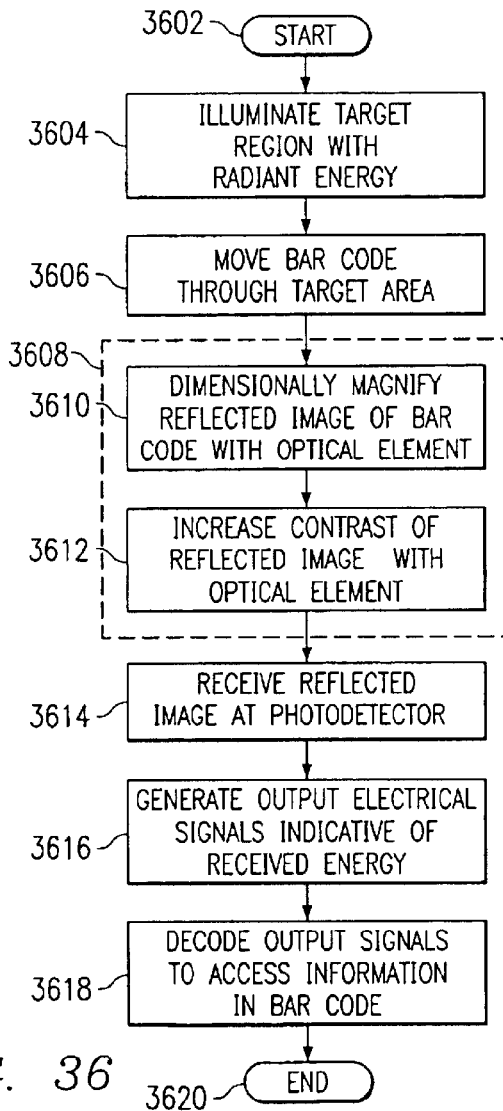 3602 START
3604 ILLUMINATE TARGET
REGION WITH
RADIANT ENERGY
3606 MOVE BAR CODE
THROUGH TARGET AREA
3608
3610 DIMENSIONALLY MAGNIFY
REFLECTED IMAGE OF BAR
CODE WITH OPTICAL ELEMENT
3612 INCREASE CONTRAST OF
REFLECTED IMAGE WITH
OPTICAL ELEMENT
3614 RECEIVE REFLECTED
IMAGE AT PHOTODETECTOR
3616 GENERATE OUTPUT ELECTRICAL
SIGNALS INDICATIVE OF
RECEIVED ENERGY
3618 DECODE OUTPUT SIGNALS
TO ACCESS INFORMATION
IN BAR CODE
36
3620 END